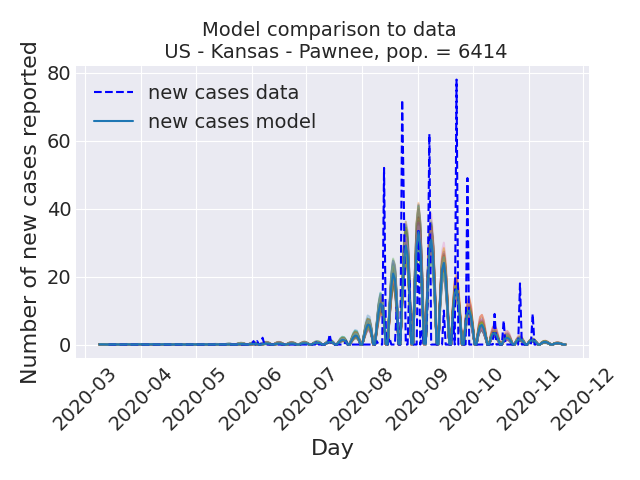 Model comparison to data
US - Kansas - Pawnee, pop. = 6414
Number of new cases reported
80
60
40
20
0
new cases data
new cases model
2020-03
2020-04
2020-05
2020-06
2020-07
2020-08
2020-09
2020-10
2020-11
2020-12
Day